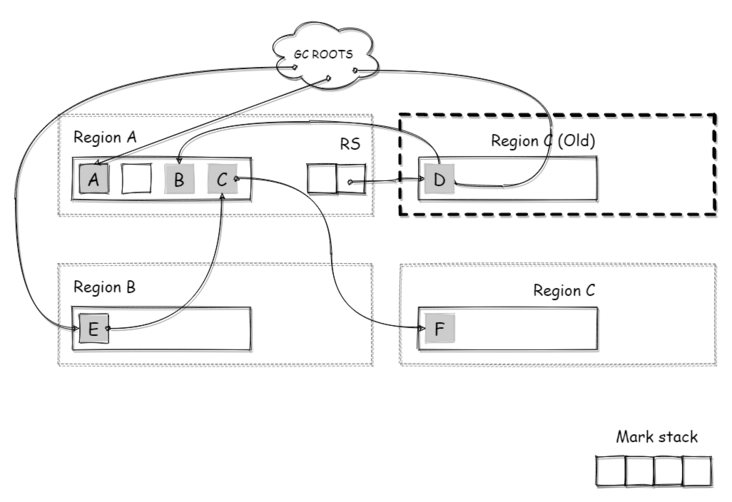 GC ROOTS
Region A
RS
Region C (Old)
A
B
C
D
Region B
Region C
E
F
Mark stack